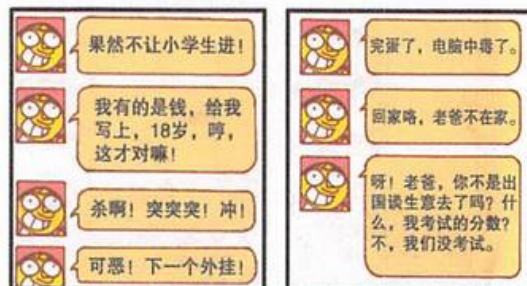 果然不让小学生进！
我有的是钱，给我
写上，18岁，哼，
这才对嘛！
杀啊！突突突！冲！
可恶！下一个外挂！
完蛋了，电脑中毒了。
回家咯，老爸不在家。
呀！老爸，你不是出
国谈生意去了吗？什
么，我考试的分数？
不，我们没考试。